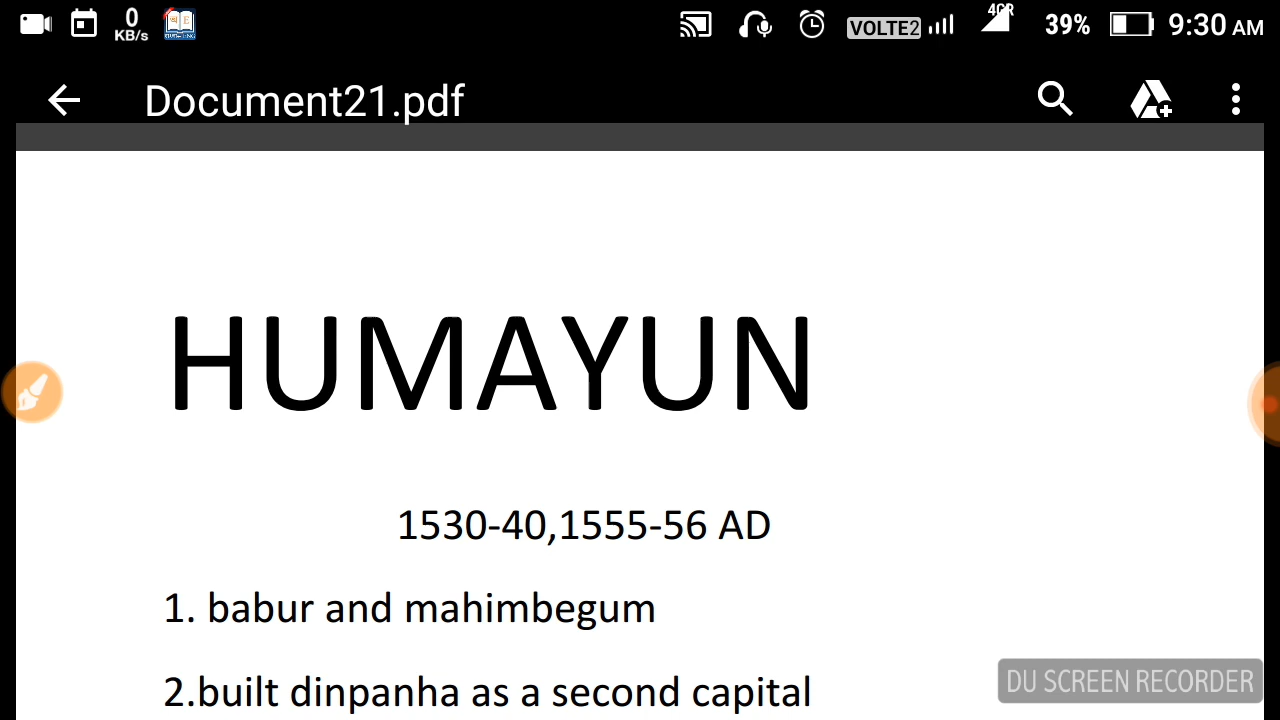 0
KB/s
VOLTE2
39%
9:30 AM
Document21.pdf
HUMAYUN
1530-40,1555-56 AD
1. babur and mahimbegum
2.built dinpanha as a second capital
DU SCREEN RECORDER